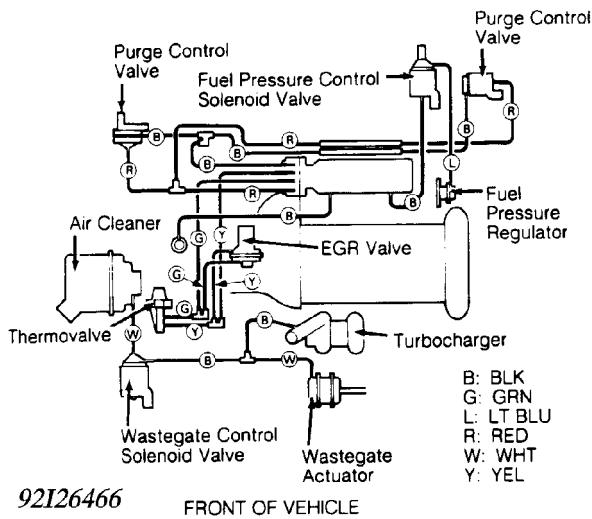 Purge Control
Valve
Purge Control
Valve
Fuel Pressure Control
Solenoid Valve
B
R
B
R
B
B
R
B
R
L
B
R
B
Fuel
Pressure
Regulator
Air Cleaner
G
Y
EGR Valve
G
Y
Thermovalve
G
Y
W
B
Turbocharger
B
W
B: BLK
G: GRN
L: LT BLU
R: RED
W: WHT
Y: YEL
Wastegate Control
Solenoid Valve
Wastegate
Actuator
92I26466
FRONT OF VEHICLE